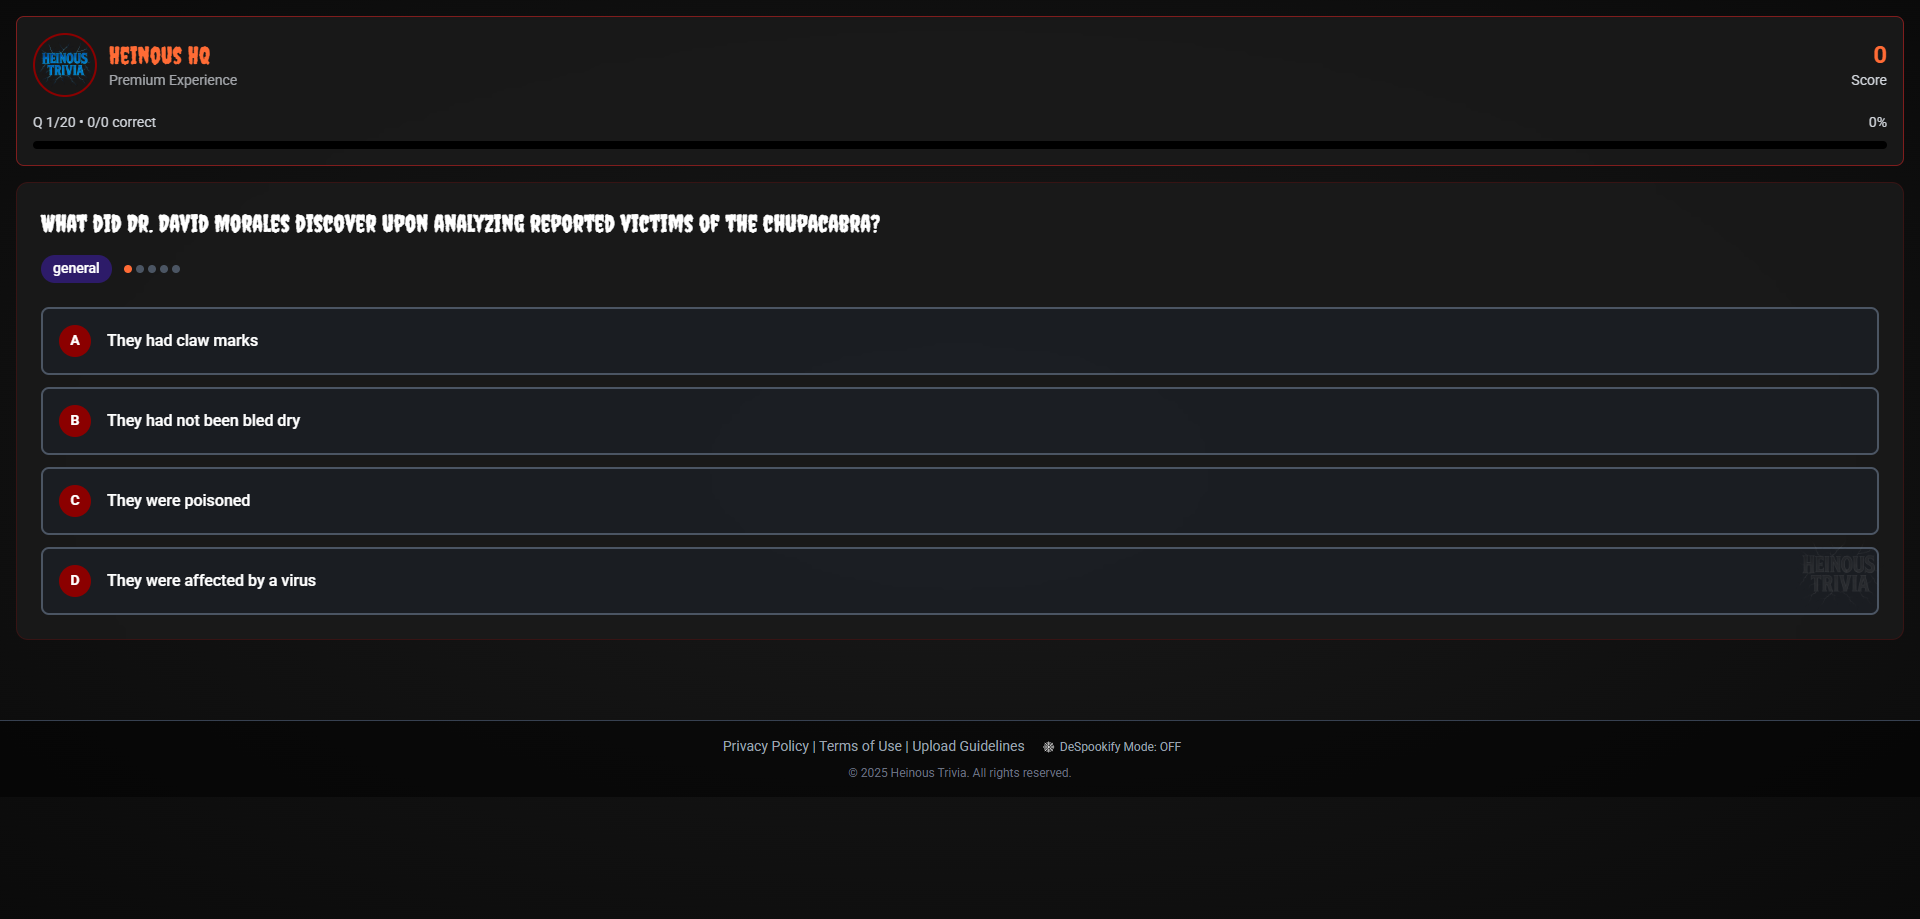 HEINOUS
TRIVIA
HEINOUS HQ
Premium Experience
0
Score
Q 1/20 • 0/0 correct
0%
WHAT DID DR. DAVID MORALES DISCOVER UPON ANALYZING REPORTED VICTIMS OF THE CHUPACABRA?
general
A They had claw marks
B They had not been bled dry
C They were poisoned
D They were affected by a virus
HEINOUS
TRIVIA
Privacy Policy | Terms of Use | Upload Guidelines DeSpookify Mode: OFF
© 2025 Heinous Trivia. All rights reserved.